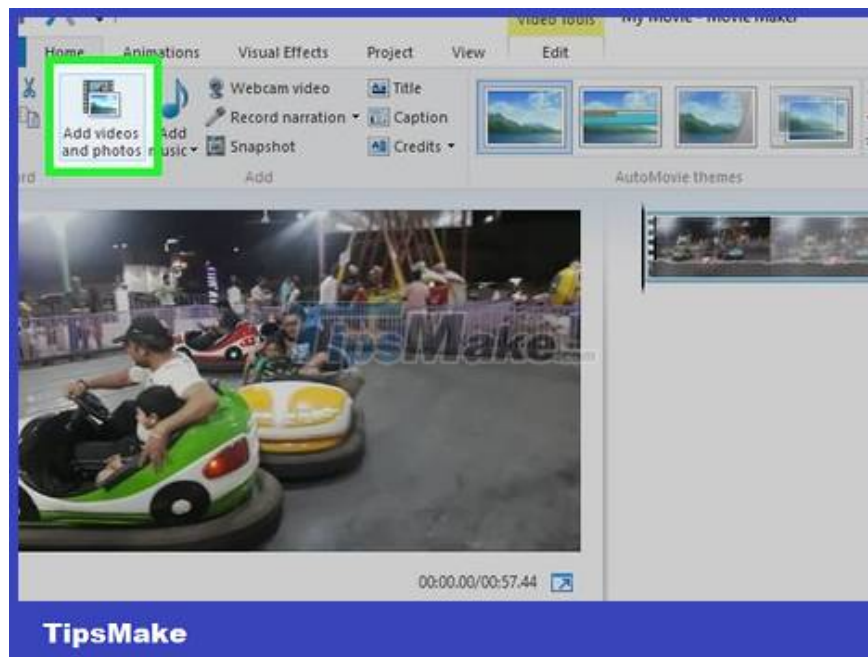 Video Tools My Movie - Movie Maker
Home Animations Visual Effects Project View Edit
Add videos
and photos
Add
music
Webcam video
Record narration
Snapshot
Title
Caption
Credits
Add
AutoMovie themes
TipsMake.com
00:00.00/00:57.44
TipsMake